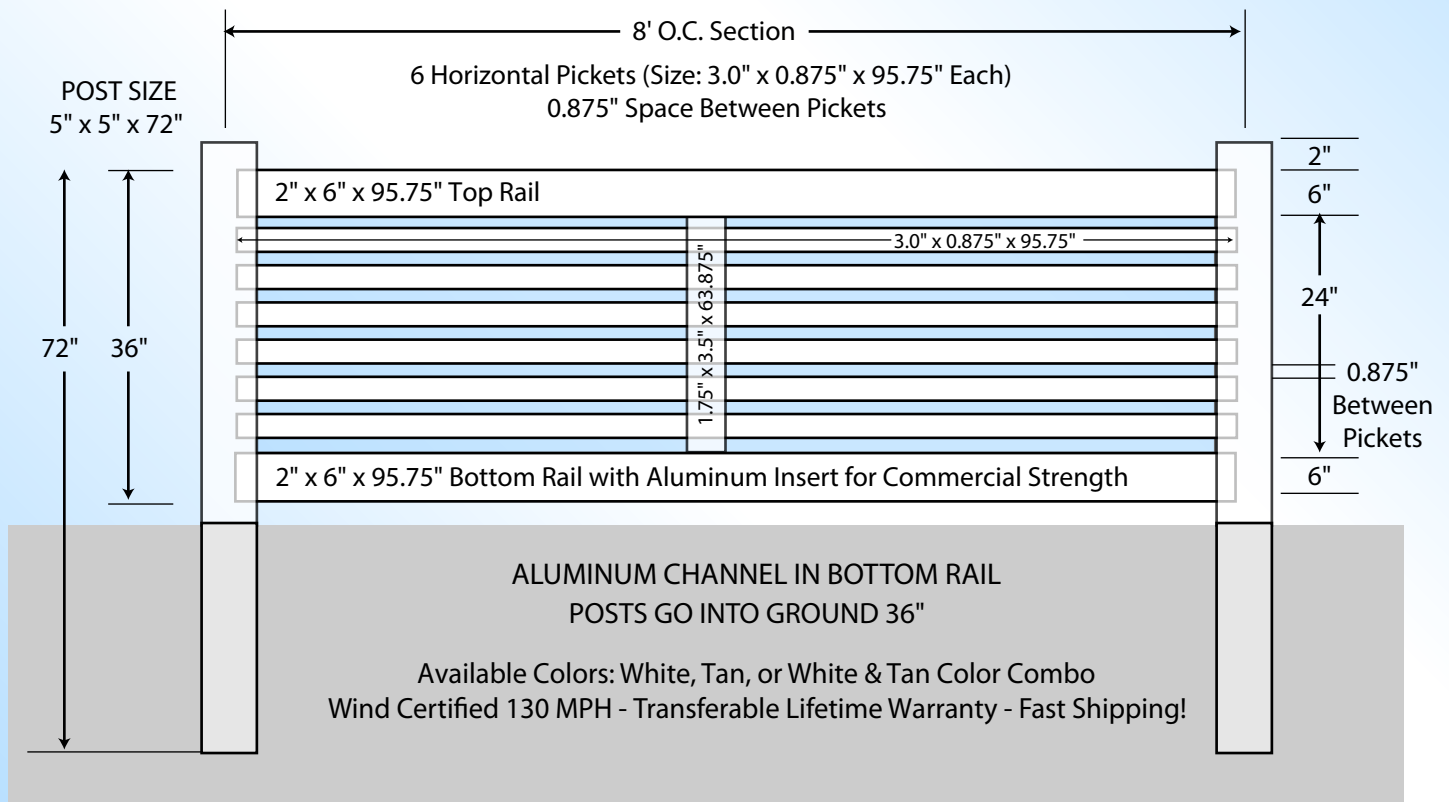 8' O.C. Section
6 Horizontal Pickets (Size: 3.0" x 0.875" x 95.75" Each)
0.875" Space Between Pickets
POST SIZE
5" x 5" x 72"
2"
2" x 6" x 95.75" Top Rail
6"
3.0" x 0.875" x 95.75"
1.75" x 3.5" x 63.875"
24"
72"
36"
0.875"
Between
Pickets
2" x 6" x 95.75" Bottom Rail with Aluminum Insert for Commercial Strength
6"
ALUMINUM CHANNEL IN BOTTOM RAIL
POSTS GO INTO GROUND 36"
Available Colors: White, Tan, or White & Tan Color Combo
Wind Certified 130 MPH - Transferable Lifetime Warranty - Fast Shipping!